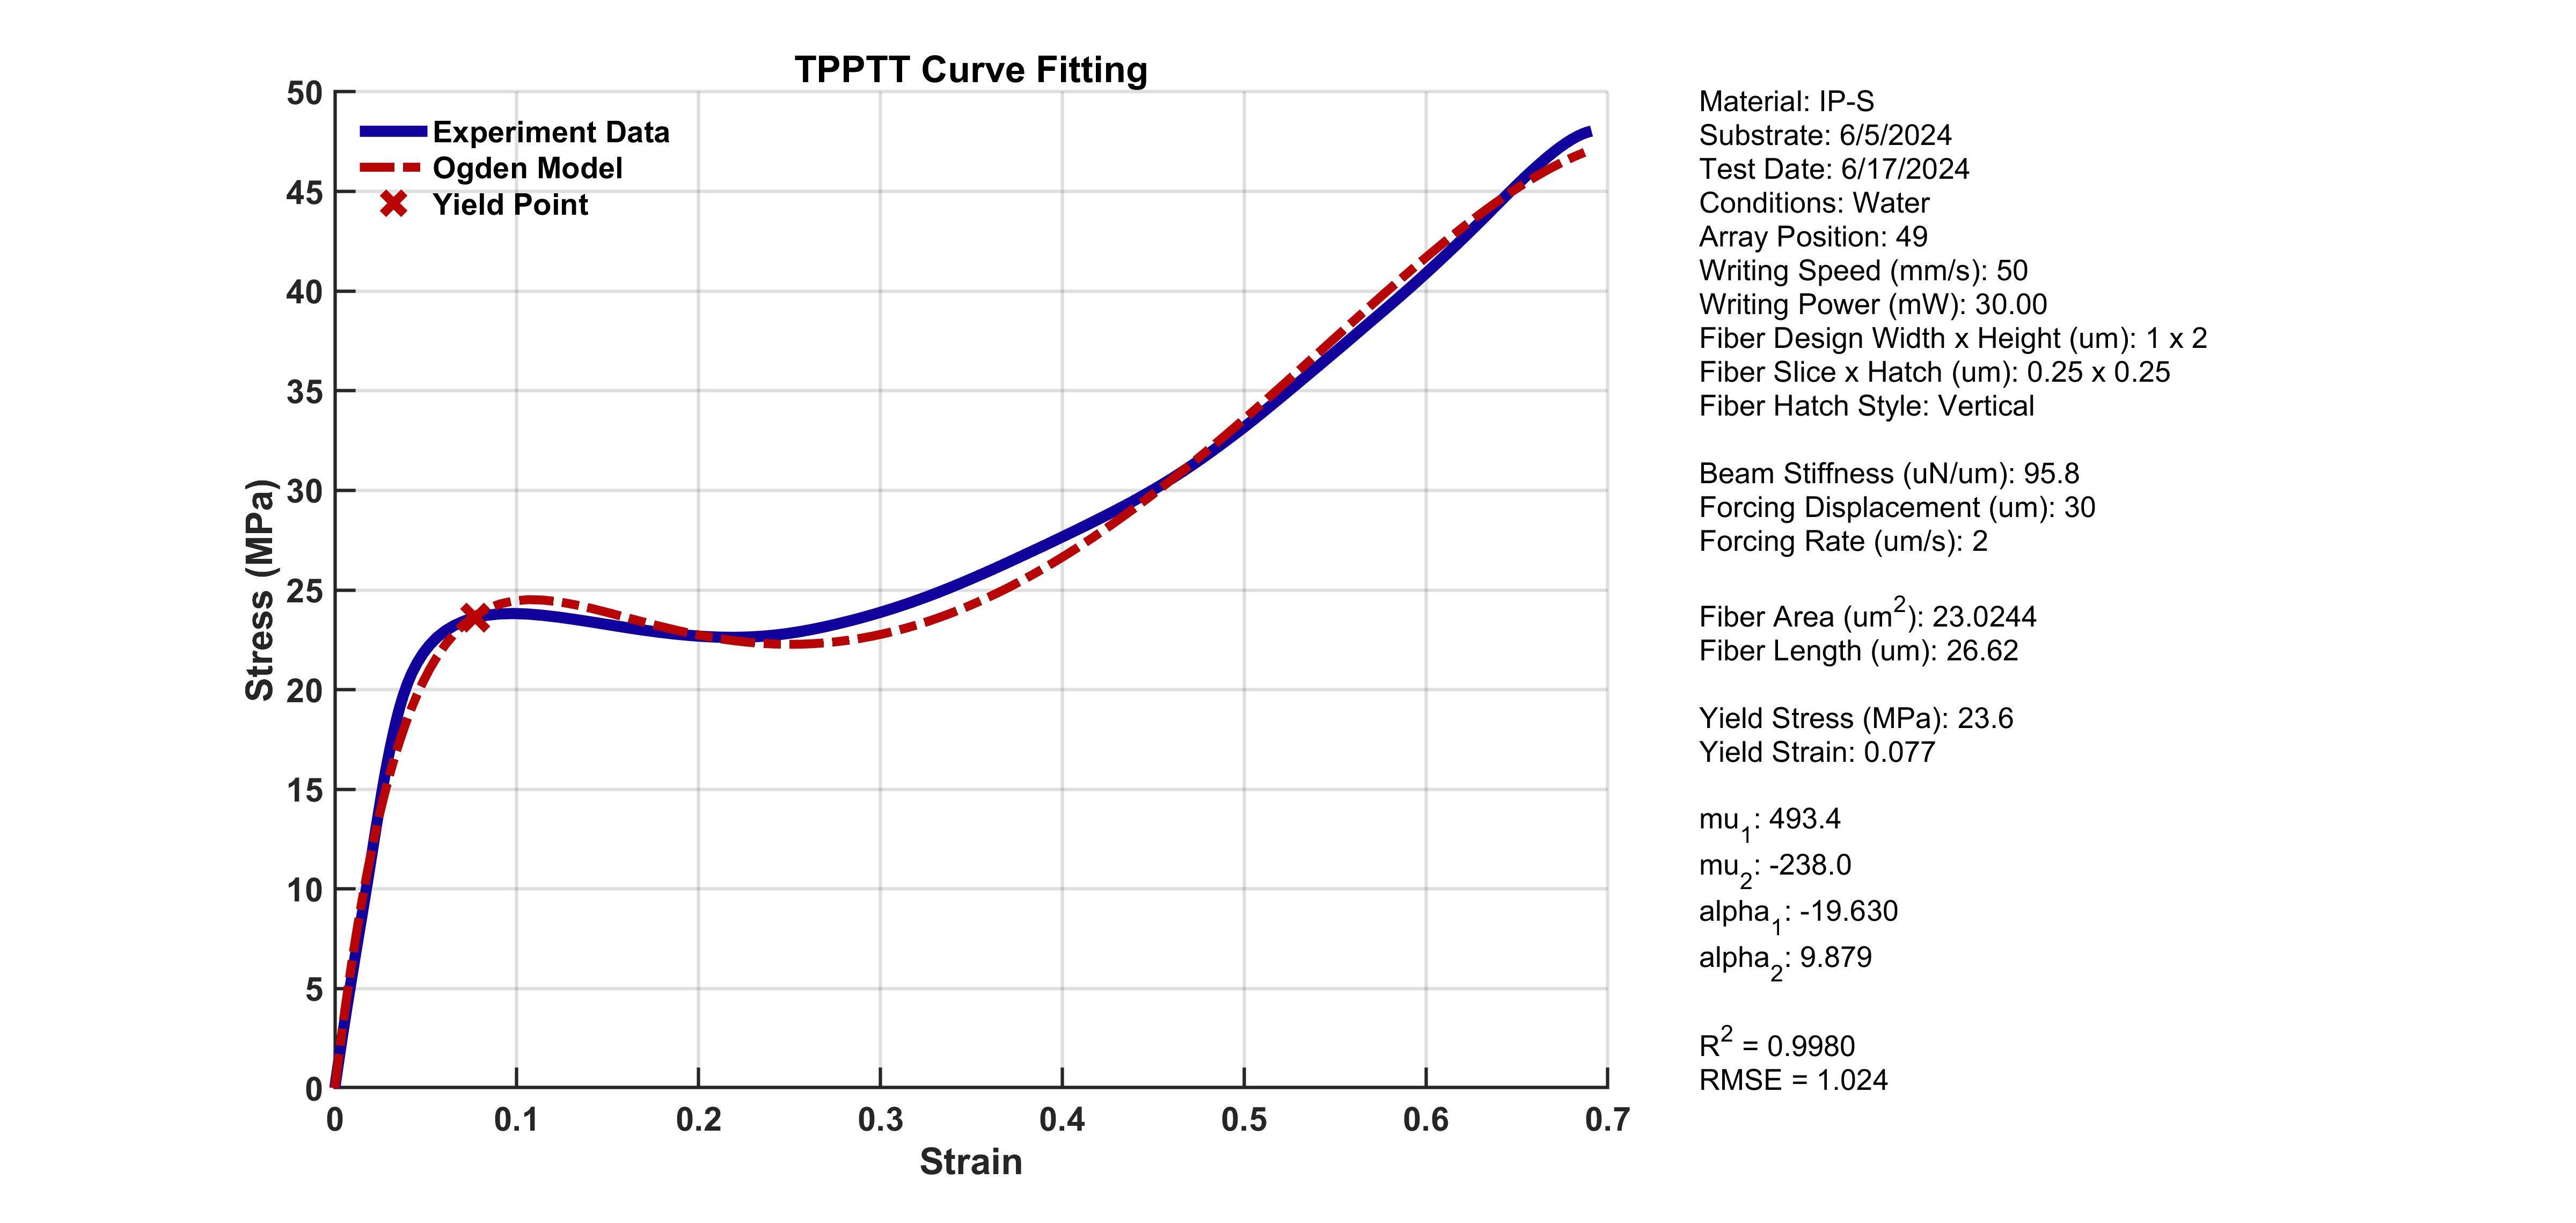 TPPTT Curve Fitting
50
45
40
35
30
25
20
15
10
5
0
Stress (MPa)
Experiment Data
Ogden Model
Yield Point
0 0.1 0.2 0.3 0.4 0.5 0.6 0.7
Strain
Material: IP-S
Substrate: 6/5/2024
Test Date: 6/17/2024
Conditions: Water
Array Position: 49
Writing Speed (mm/s): 50
Writing Power (mW): 30.00
Fiber Design Width x Height (um): 1 x 2
Fiber Slice x Hatch (um): 0.25 x 0.25
Fiber Hatch Style: Vertical
Beam Stiffness (uN/um): 95.8
Forcing Displacement (um): 30
Forcing Rate (um/s): 2
Fiber Area (um²): 23.0244
Fiber Length (um): 26.62
Yield Stress (MPa): 23.6
Yield Strain: 0.077
mu₁: 493.4
mu₂: -238.0
alpha₁: -19.630
alpha₂: 9.879
R² = 0.9980
RMSE = 1.024